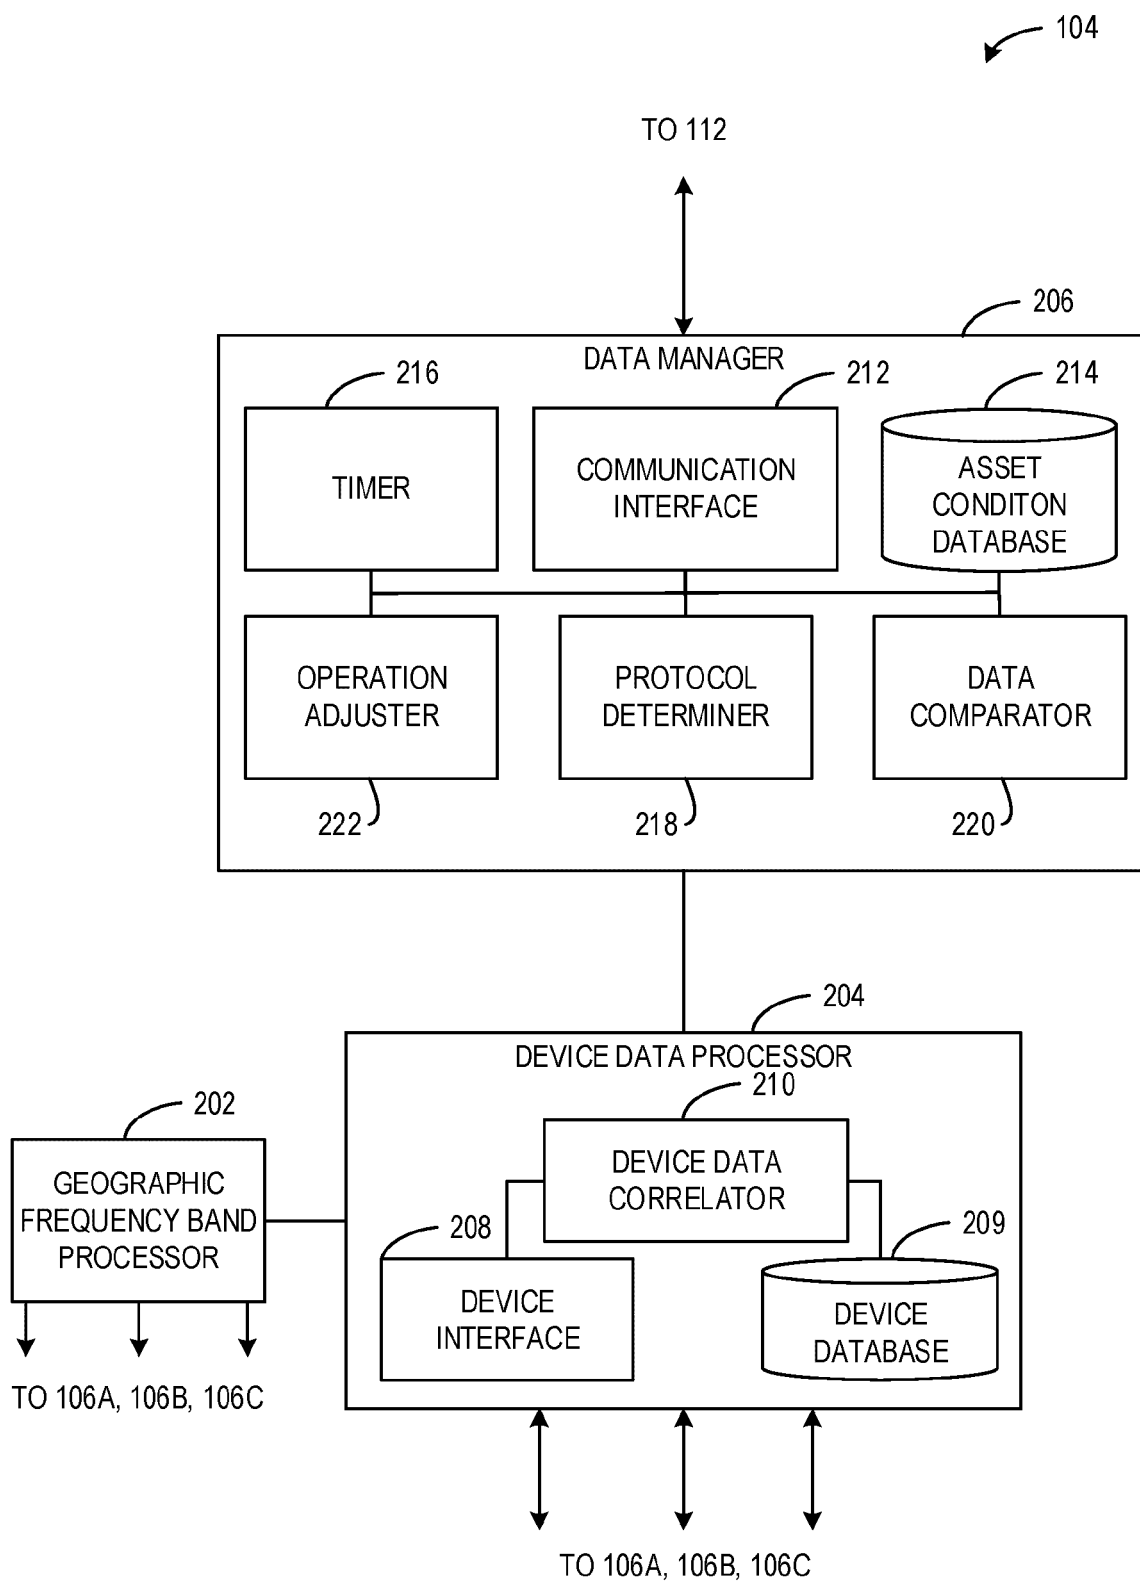 104
TO 112
206
DATA MANAGER
216
212
214
TIMER
COMMUNICATION
INTERFACE
ASSET
CONDITON
DATABASE
OPERATION
ADJUSTER
PROTOCOL
DETERMINER
DATA
COMPARATOR
222
218
220
204
DEVICE DATA PROCESSOR
210
202
GEOGRAPHIC
FREQUENCY BAND
PROCESSOR
DEVICE DATA
CORRELATOR
208
209
DEVICE
INTERFACE
DEVICE
DATABASE
TO 106A, 106B, 106C
TO 106A, 106B, 106C